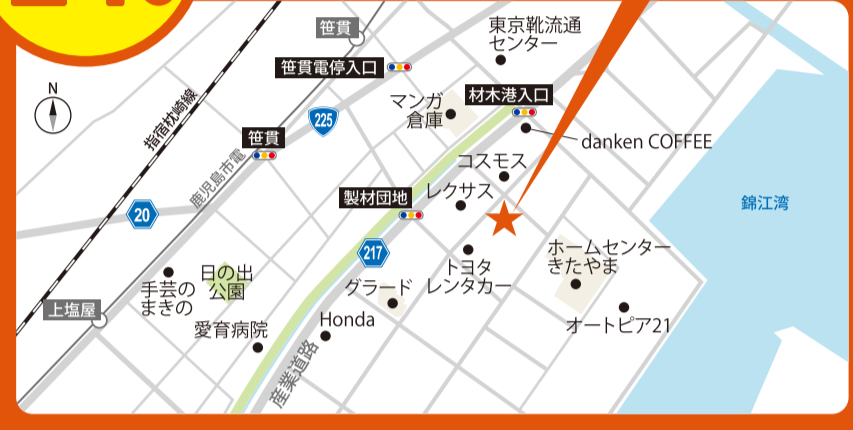 笹貫
東京靴流通
センター
笹貫電停入口
N
マンガ
倉庫
材木港入口
指宿枕崎線
225
笹貫
danken COFFEE
鹿児島市電
コスモス
製材団地
レクサス
錦江湾
20
217
トヨタ
レンタカー
ホームセンター
きたやま
日の出
公園
手芸の
まきの
グラード
上塩屋
愛育病院
Honda
オートピア21
産業道路